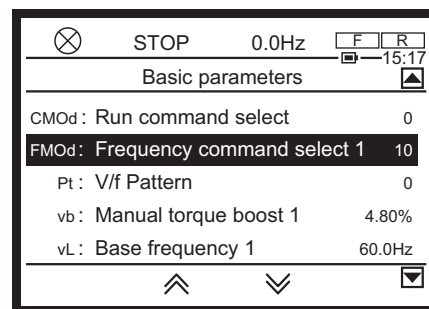 STOP 0.0Hz F R
15:17
Basic parameters
CMOd: Run command select 0
FMOd: Frequency command select 1 10
Pt: V/f Pattern 0
vb: Manual torque boost 1 4.80%
vL: Base frequency 1 60.0Hz